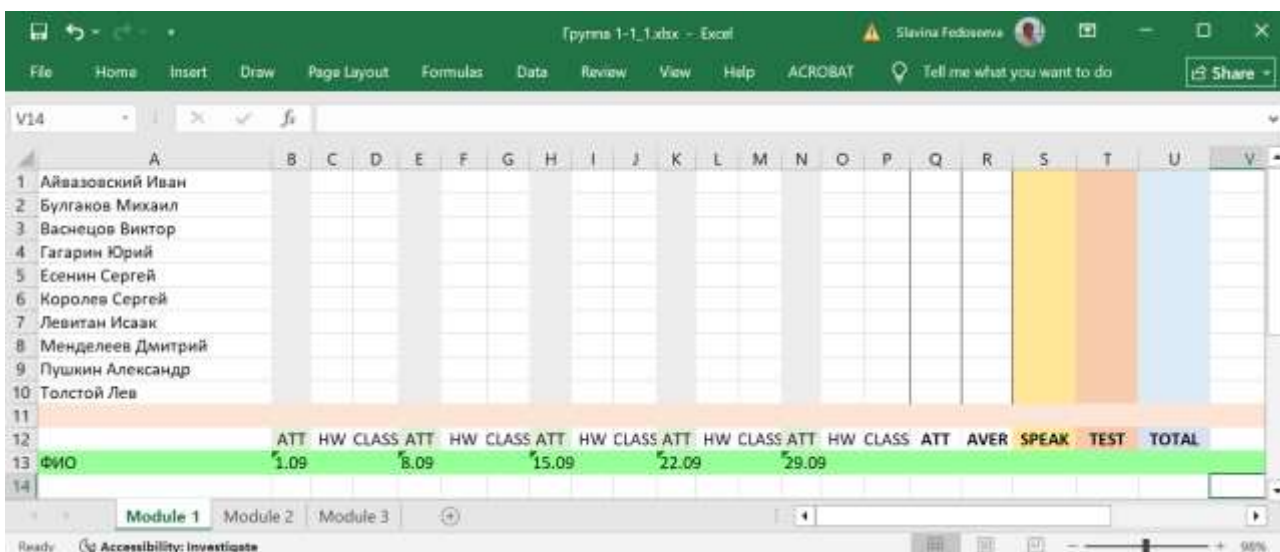 Группа 1-1_1.xlsx - Excel Slavina Fedoseeva
File Home Insert Draw Page Layout Formulas Data Review View Help ACROBAT Tell me what you want to do Share
V14 fx
A B C D E F G H I J K L M N O P Q R S T U V
1 Айвазовский Иван
2 Булгаков Михаил
3 Васнецов Виктор
4 Гагарин Юрий
5 Есенин Сергей
6 Королев Сергей
7 Левитан Исаак
8 Менделеев Дмитрий
9 Пушкин Александр
10 Толстой Лев
11
12 ATT HW CLASS ATT HW CLASS ATT HW CLASS ATT HW CLASS ATT HW CLASS ATT AVER SPEAK TEST TOTAL
13 ФИО 1.09 8.09 15.09 22.09 29.09
14
Module 1 Module 2 Module 3
Ready Accessibility: Investigate 98%